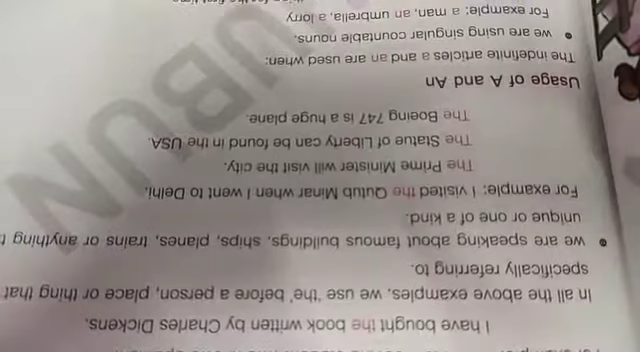 I have bought the book written by Charles Dickens.
In all the above examples, we use 'the' before a person, place or thing that
specifically referring to.
• we are speaking about famous buildings, ships, planes, trains or anything
unique or one of a kind.
For example: I visited the Qutub Minar when I went to Delhi.
The Prime Minister will visit the city.
The Statue of Liberty can be found in the USA.
The Boeing 747 is a huge plane.
Usage of A and An
The indefinite articles a and an are used when:
• we are using singular countable nouns.
For example: a man, an umbrella, a lorry